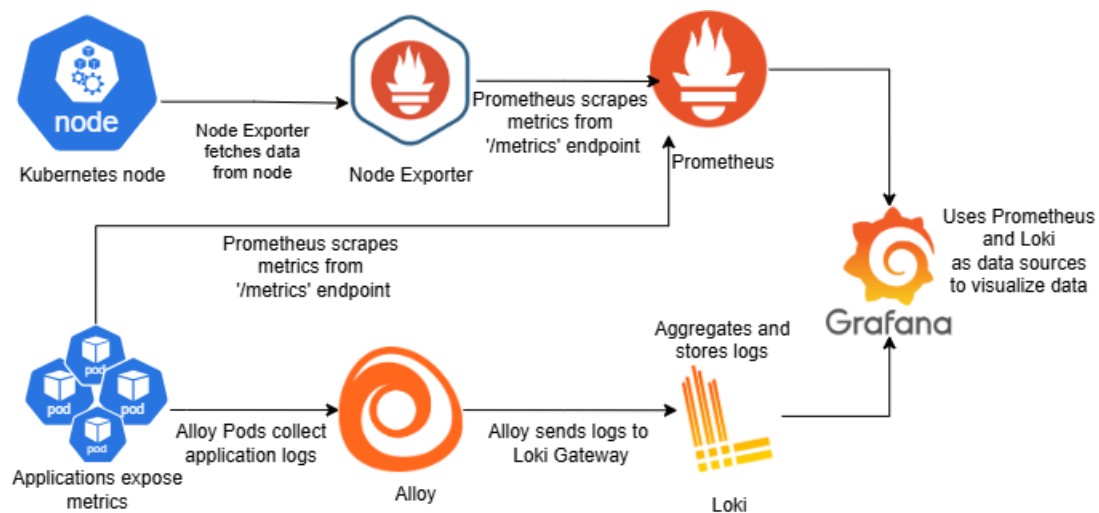 node
Kubernetes node
Node Exporter
fetches data
from node
Node Exporter
Prometheus scrapes
metrics from
'/metrics' endpoint
Prometheus
Prometheus scrapes
metrics from
'/metrics' endpoint
Uses Prometheus
and Loki
as data sources
to visualize data
Grafana
pod
pod
pod
pod
Applications expose
metrics
Alloy Pods collect
application logs
Alloy
Alloy sends logs to
Loki Gateway
Aggregates and
stores logs
Loki